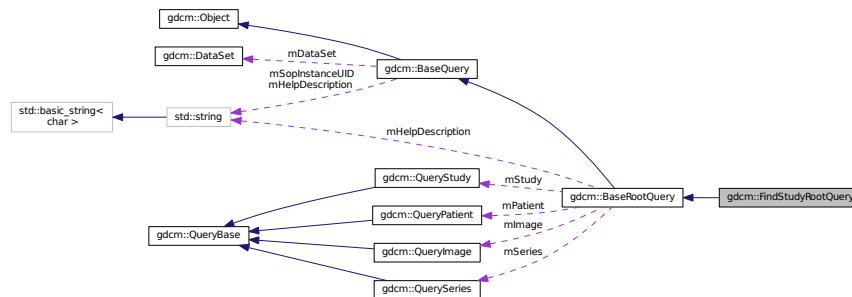 gdcm::Object
gdcm::DataSet
mDataSet
gdcm::BaseQuery
mSopInstanceUID
mHelpDescription
std::basic_string<
char >
std::string
mHelpDescription
gdcm::QueryStudy
mStudy
gdcm::BaseRootQuery
gdcm::FindStudyRootQuery
gdcm::QueryPatient
mPatient
mImage
gdcm::QueryBase
gdcm::QueryImage
mSeries
gdcm::QuerySeries